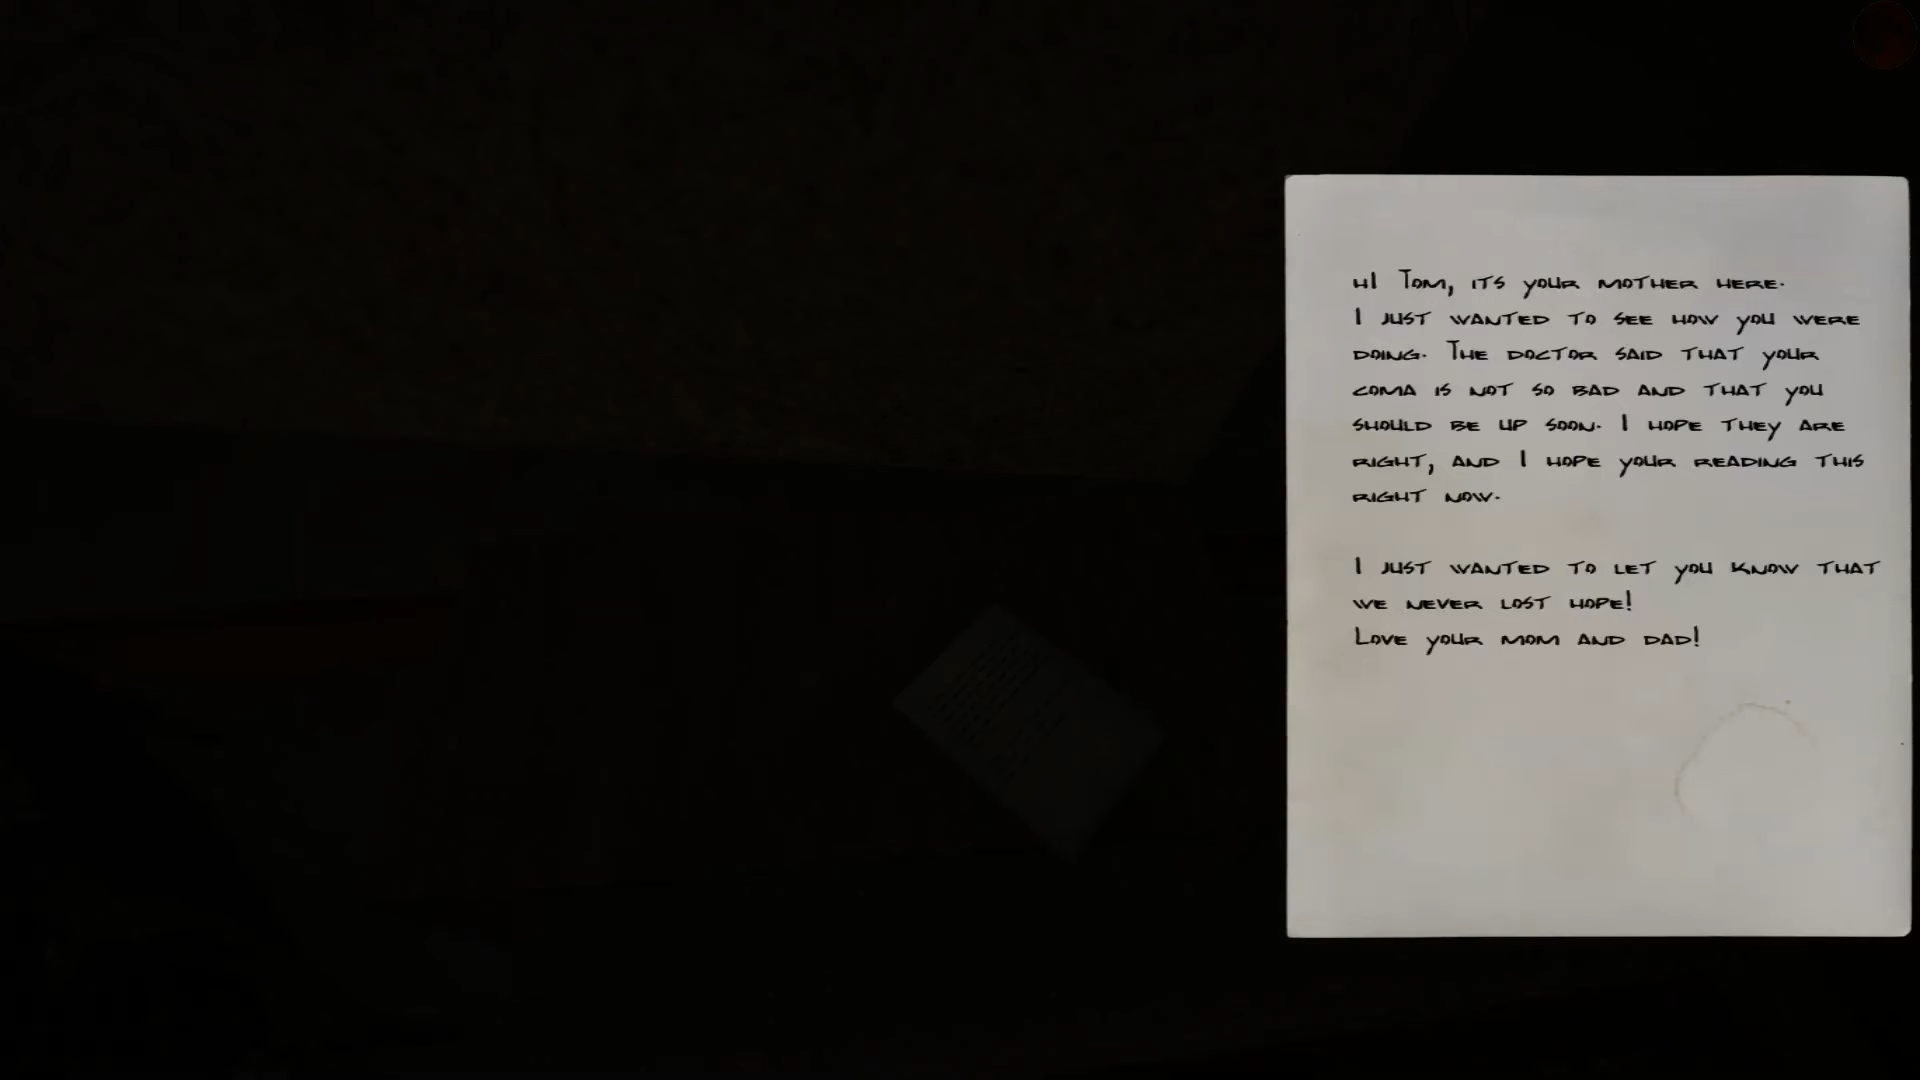 HI Tom, its your mother here.
I just wanted to see how you were
doing. The doctor said that your
coma is not so bad and that you
should be up soon. I hope they are
right, and I hope your reading this
right now.
I just wanted to let you know that
we never lost hope!
Love your mom and dad!